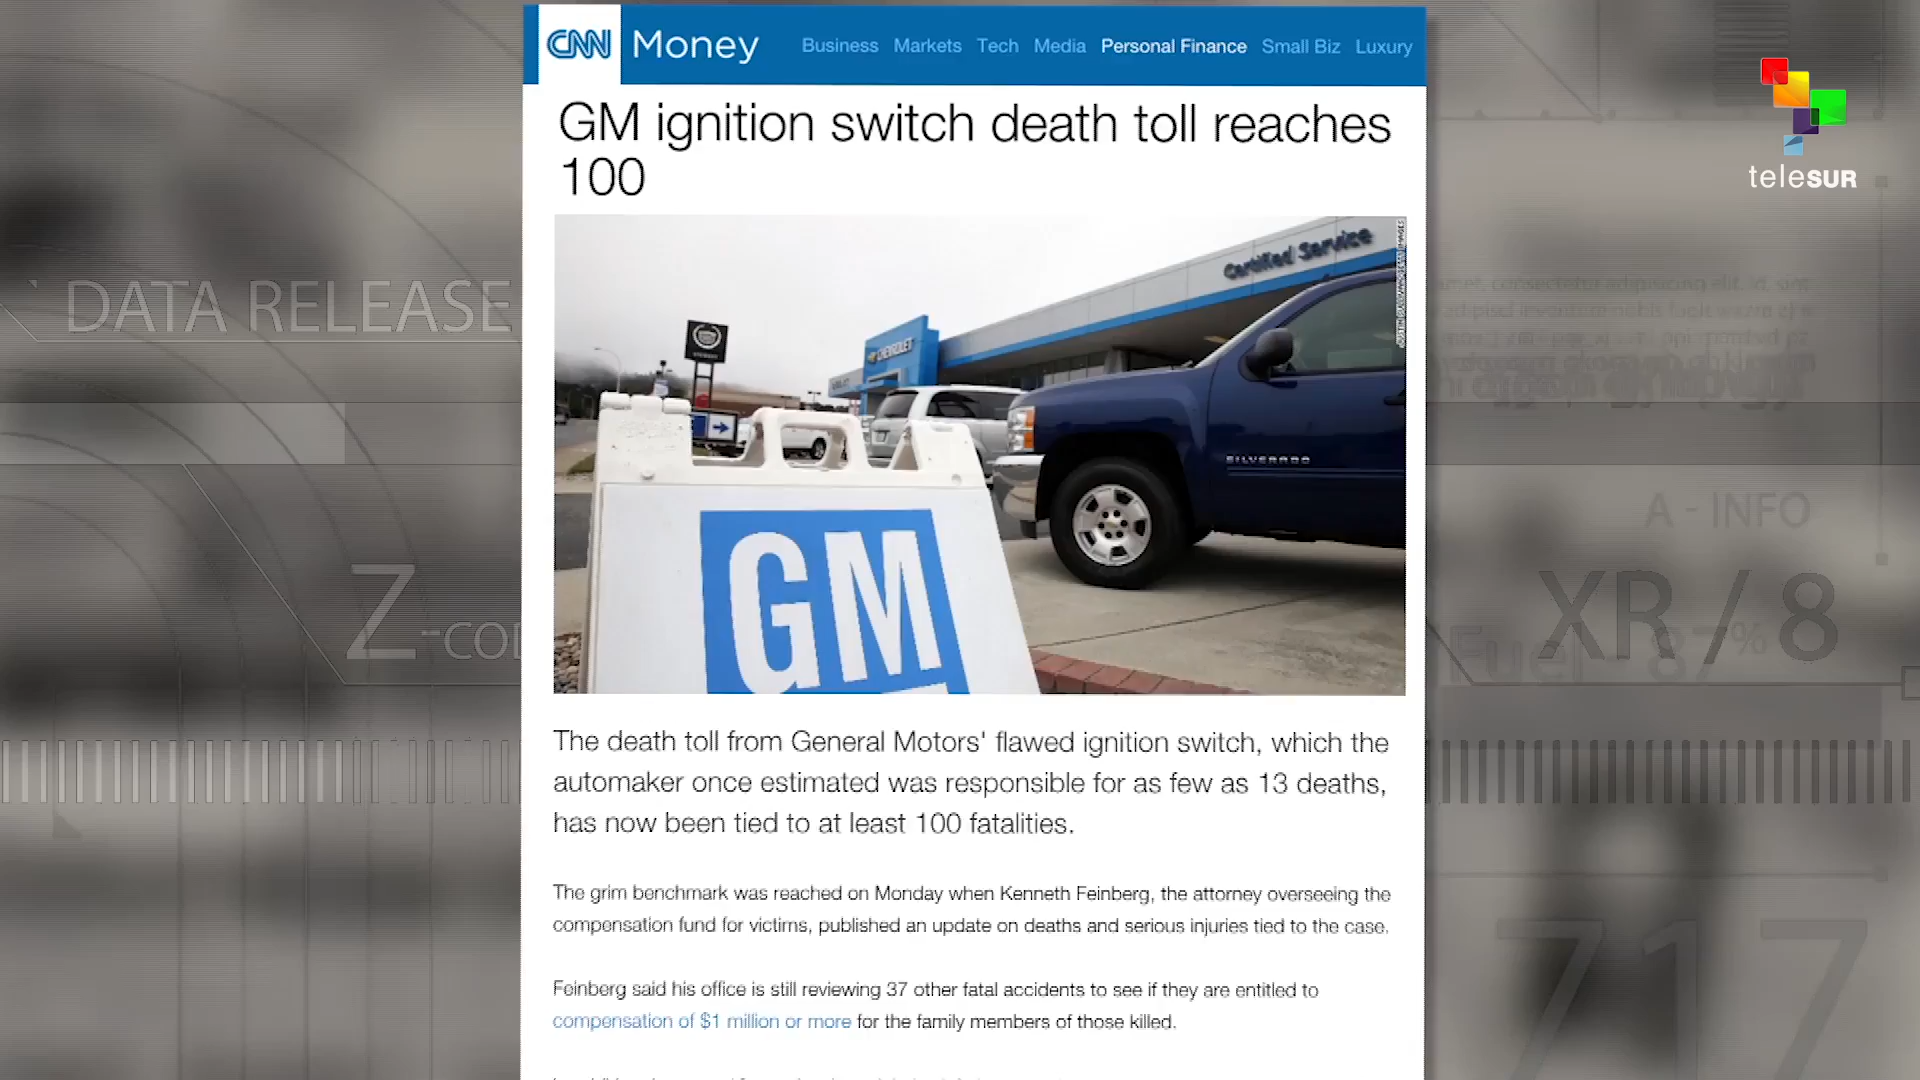 CNN Money Business Markets Tech Media Personal Finance Small Biz Luxury
GM ignition switch death toll reaches
100
telesur
DATA RELEASE
Certified Service
CHEVROLET
SILVERADO
GM
A - INFO
XR / 8
Fuel - 87%
Z-CO
The death toll from General Motors' flawed ignition switch, which the
automaker once estimated was responsible for as few as 13 deaths,
has now been tied to at least 100 fatalities.
The grim benchmark was reached on Monday when Kenneth Feinberg, the attorney overseeing the
compensation fund for victims, published an update on deaths and serious injuries tied to the case.
Feinberg said his office is still reviewing 37 other fatal accidents to see if they are entitled to
compensation of $1 million or more for the family members of those killed.
717